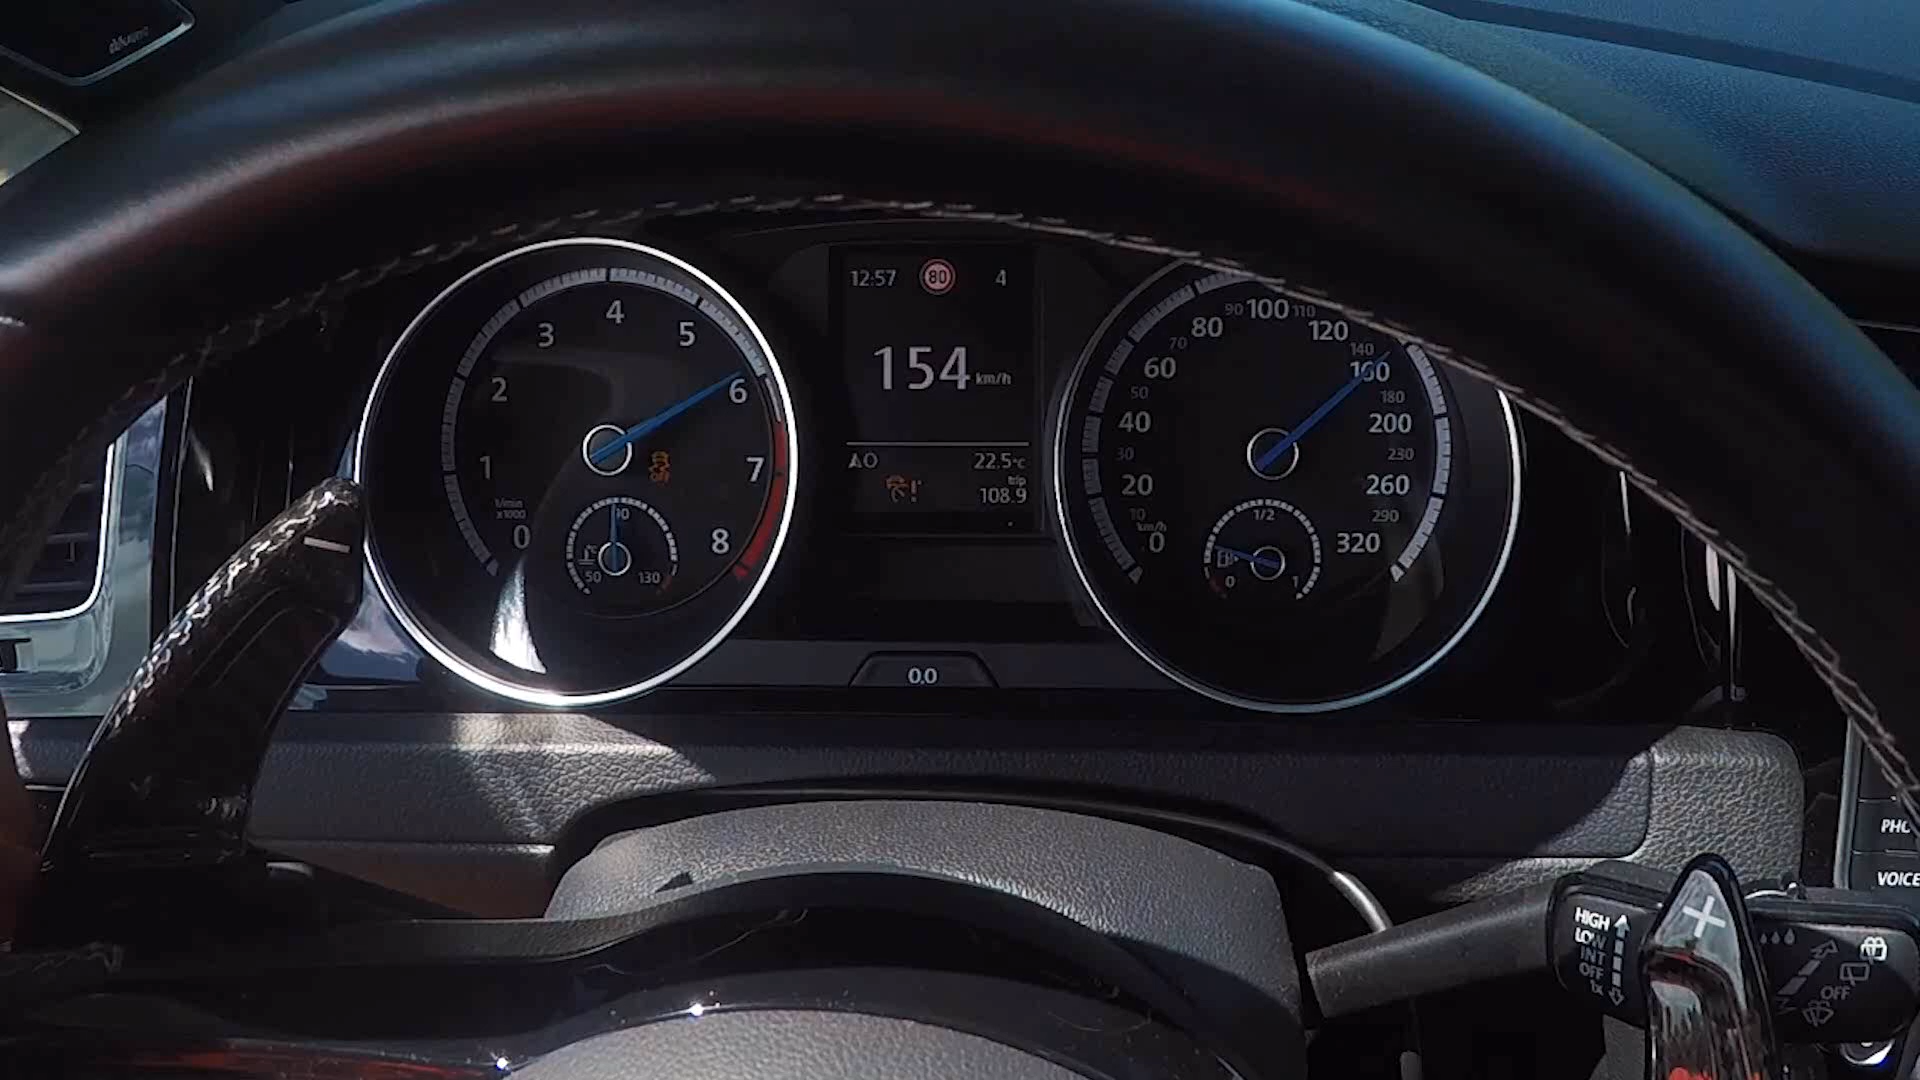 12:57 80 4
154 km/h
22.5°C
trip
108.9
0.0
0 1 2 3 4 5 6 7 8
1/min
x1000
50 90 130
0 10 20 30 40 50 60 70 80 90 100 110 120 140 160 180 200 230 260 290 320
km/h
0 1/2 1
OFF
PHO
VOICE
HIGH
LOW
INT
OFF
1x
+
OFF